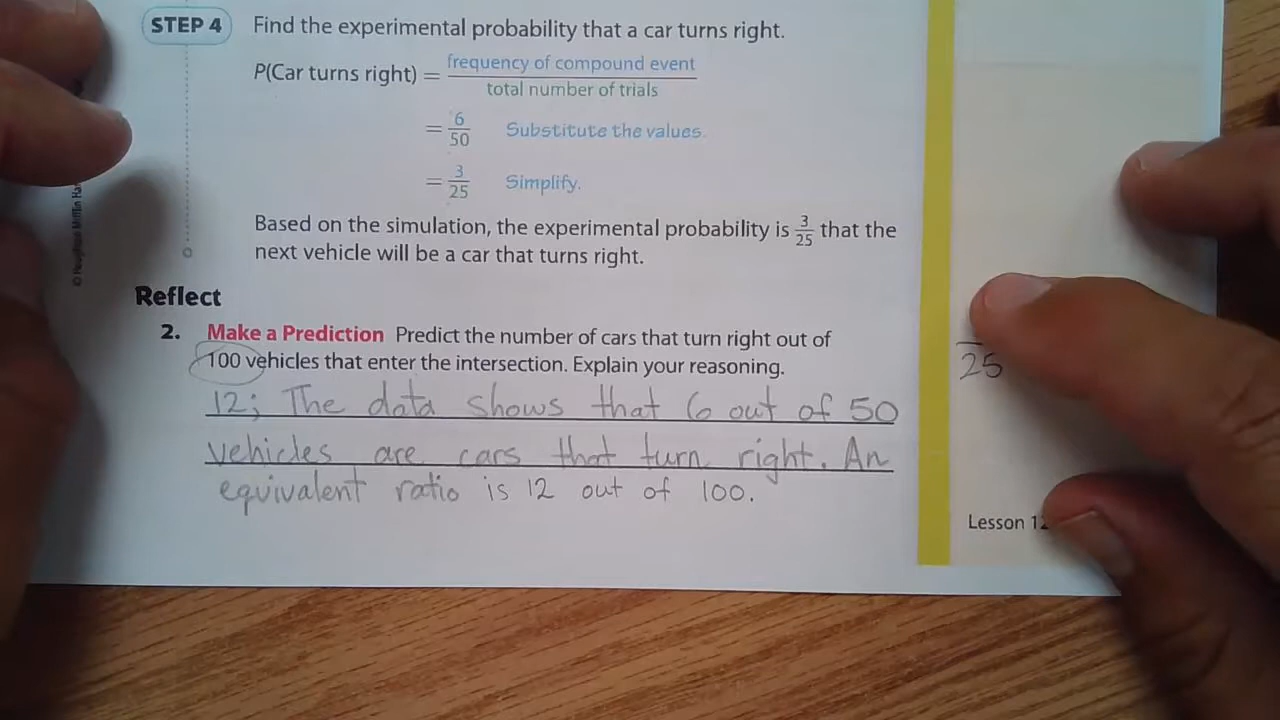 STEP 4 Find the experimental probability that a car turns right.
P(Car turns right) = frequency of compound event / total number of trials
= 6/50 Substitute the values.
= 3/25 Simplify.
Based on the simulation, the experimental probability is 3/25 that the
next vehicle will be a car that turns right.
Reflect
2. Make a Prediction Predict the number of cars that turn right out of
100 vehicles that enter the intersection. Explain your reasoning.
12; The data shows that 6 out of 50
vehicles are cars that turn right. An
equivalent ratio is 12 out of 100.
25
Lesson
© Houghton Mifflin